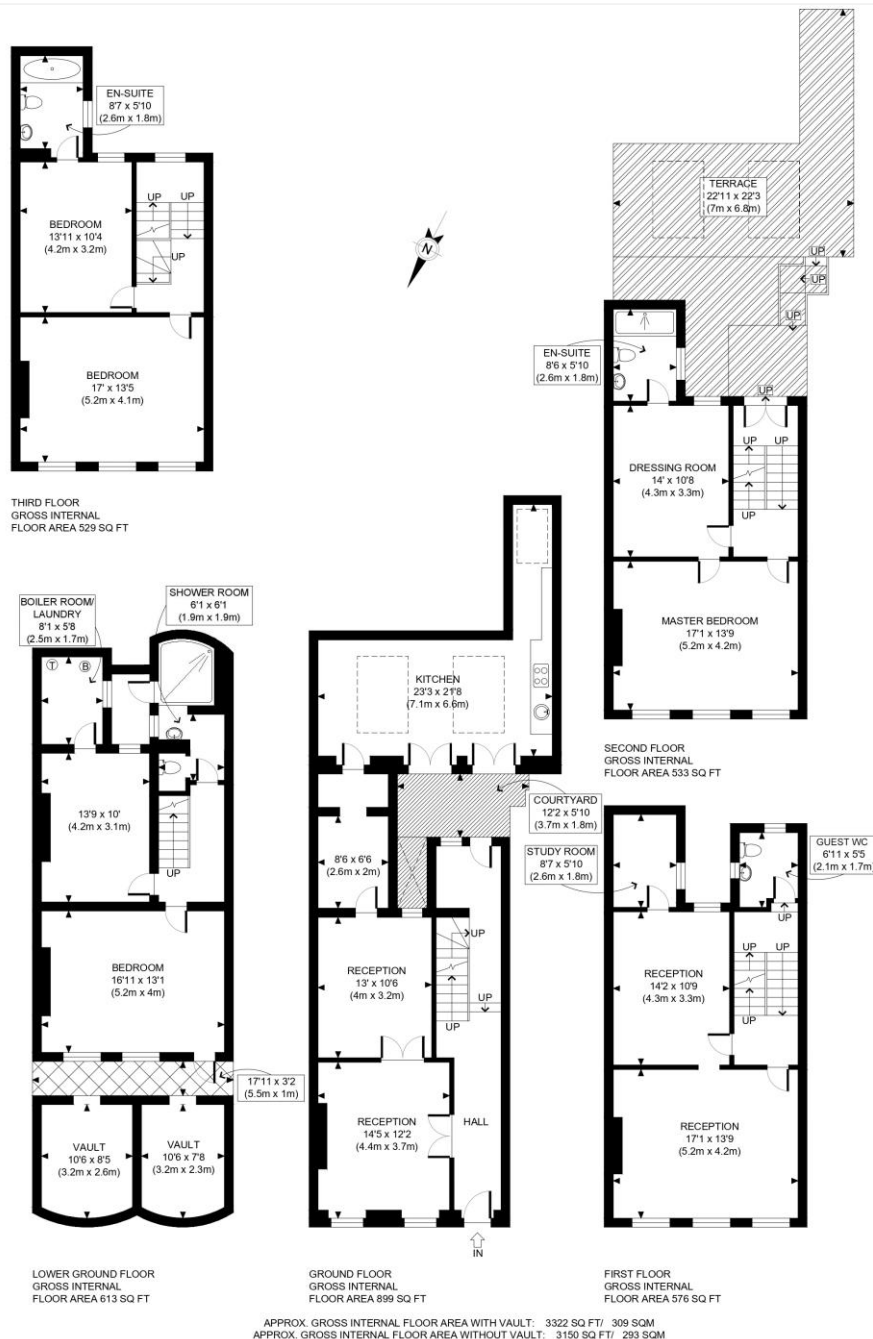 EN-SUITE
8'7 x 5'10
(2.6m x 1.8m)
BEDROOM
13'11 x 10'4
(4.2m x 3.2m)
UP
UP
UP
BEDROOM
17' x 13'5
(5.2m x 4.1m)
THIRD FLOOR
GROSS INTERNAL
FLOOR AREA 529 SQ FT
N
TERRACE
22'11 x 22'3
(7m x 6.8m)
UP
UP
UP
UP
EN-SUITE
8'6 x 5'10
(2.6m x 1.8m)
DRESSING ROOM
14' x 10'8
(4.3m x 3.3m)
UP
UP
UP
MASTER BEDROOM
17'1 x 13'9
(5.2m x 4.2m)
SECOND FLOOR
GROSS INTERNAL
FLOOR AREA 533 SQ FT
BOILER ROOM/
LAUNDRY
8'1 x 5'8
(2.5m x 1.7m)
SHOWER ROOM
6'1 x 6'1
(1.9m x 1.9m)
T
B
13'9 x 10'
(4.2m x 3.1m)
UP
BEDROOM
16'11 x 13'1
(5.2m x 4m)
17'11 x 3'2
(5.5m x 1m)
VAULT
10'6 x 8'5
(3.2m x 2.6m)
VAULT
10'6 x 7'8
(3.2m x 2.3m)
LOWER GROUND FLOOR
GROSS INTERNAL
FLOOR AREA 613 SQ FT
KITCHEN
23'3 x 21'8
(7.1m x 6.6m)
COURTYARD
12'2 x 5'10
(3.7m x 1.8m)
8'6 x 6'6
(2.6m x 2m)
RECEPTION
13' x 10'6
(4m x 3.2m)
UP
UP
UP
RECEPTION
14'5 x 12'2
(4.4m x 3.7m)
HALL
IN
GROUND FLOOR
GROSS INTERNAL
FLOOR AREA 899 SQ FT
STUDY ROOM
8'7 x 5'10
(2.6m x 1.8m)
GUEST WC
6'11 x 5'5
(2.1m x 1.7m)
UP
RECEPTION
14'2 x 10'9
(4.3m x 3.3m)
UP
UP
UP
RECEPTION
17'1 x 13'9
(5.2m x 4.2m)
FIRST FLOOR
GROSS INTERNAL
FLOOR AREA 576 SQ FT
APPROX. GROSS INTERNAL FLOOR AREA WITH VAULT: 3322 SQ FT/ 309 SQM
APPROX. GROSS INTERNAL FLOOR AREA WITHOUT VAULT: 3150 SQ FT/ 293 SQM